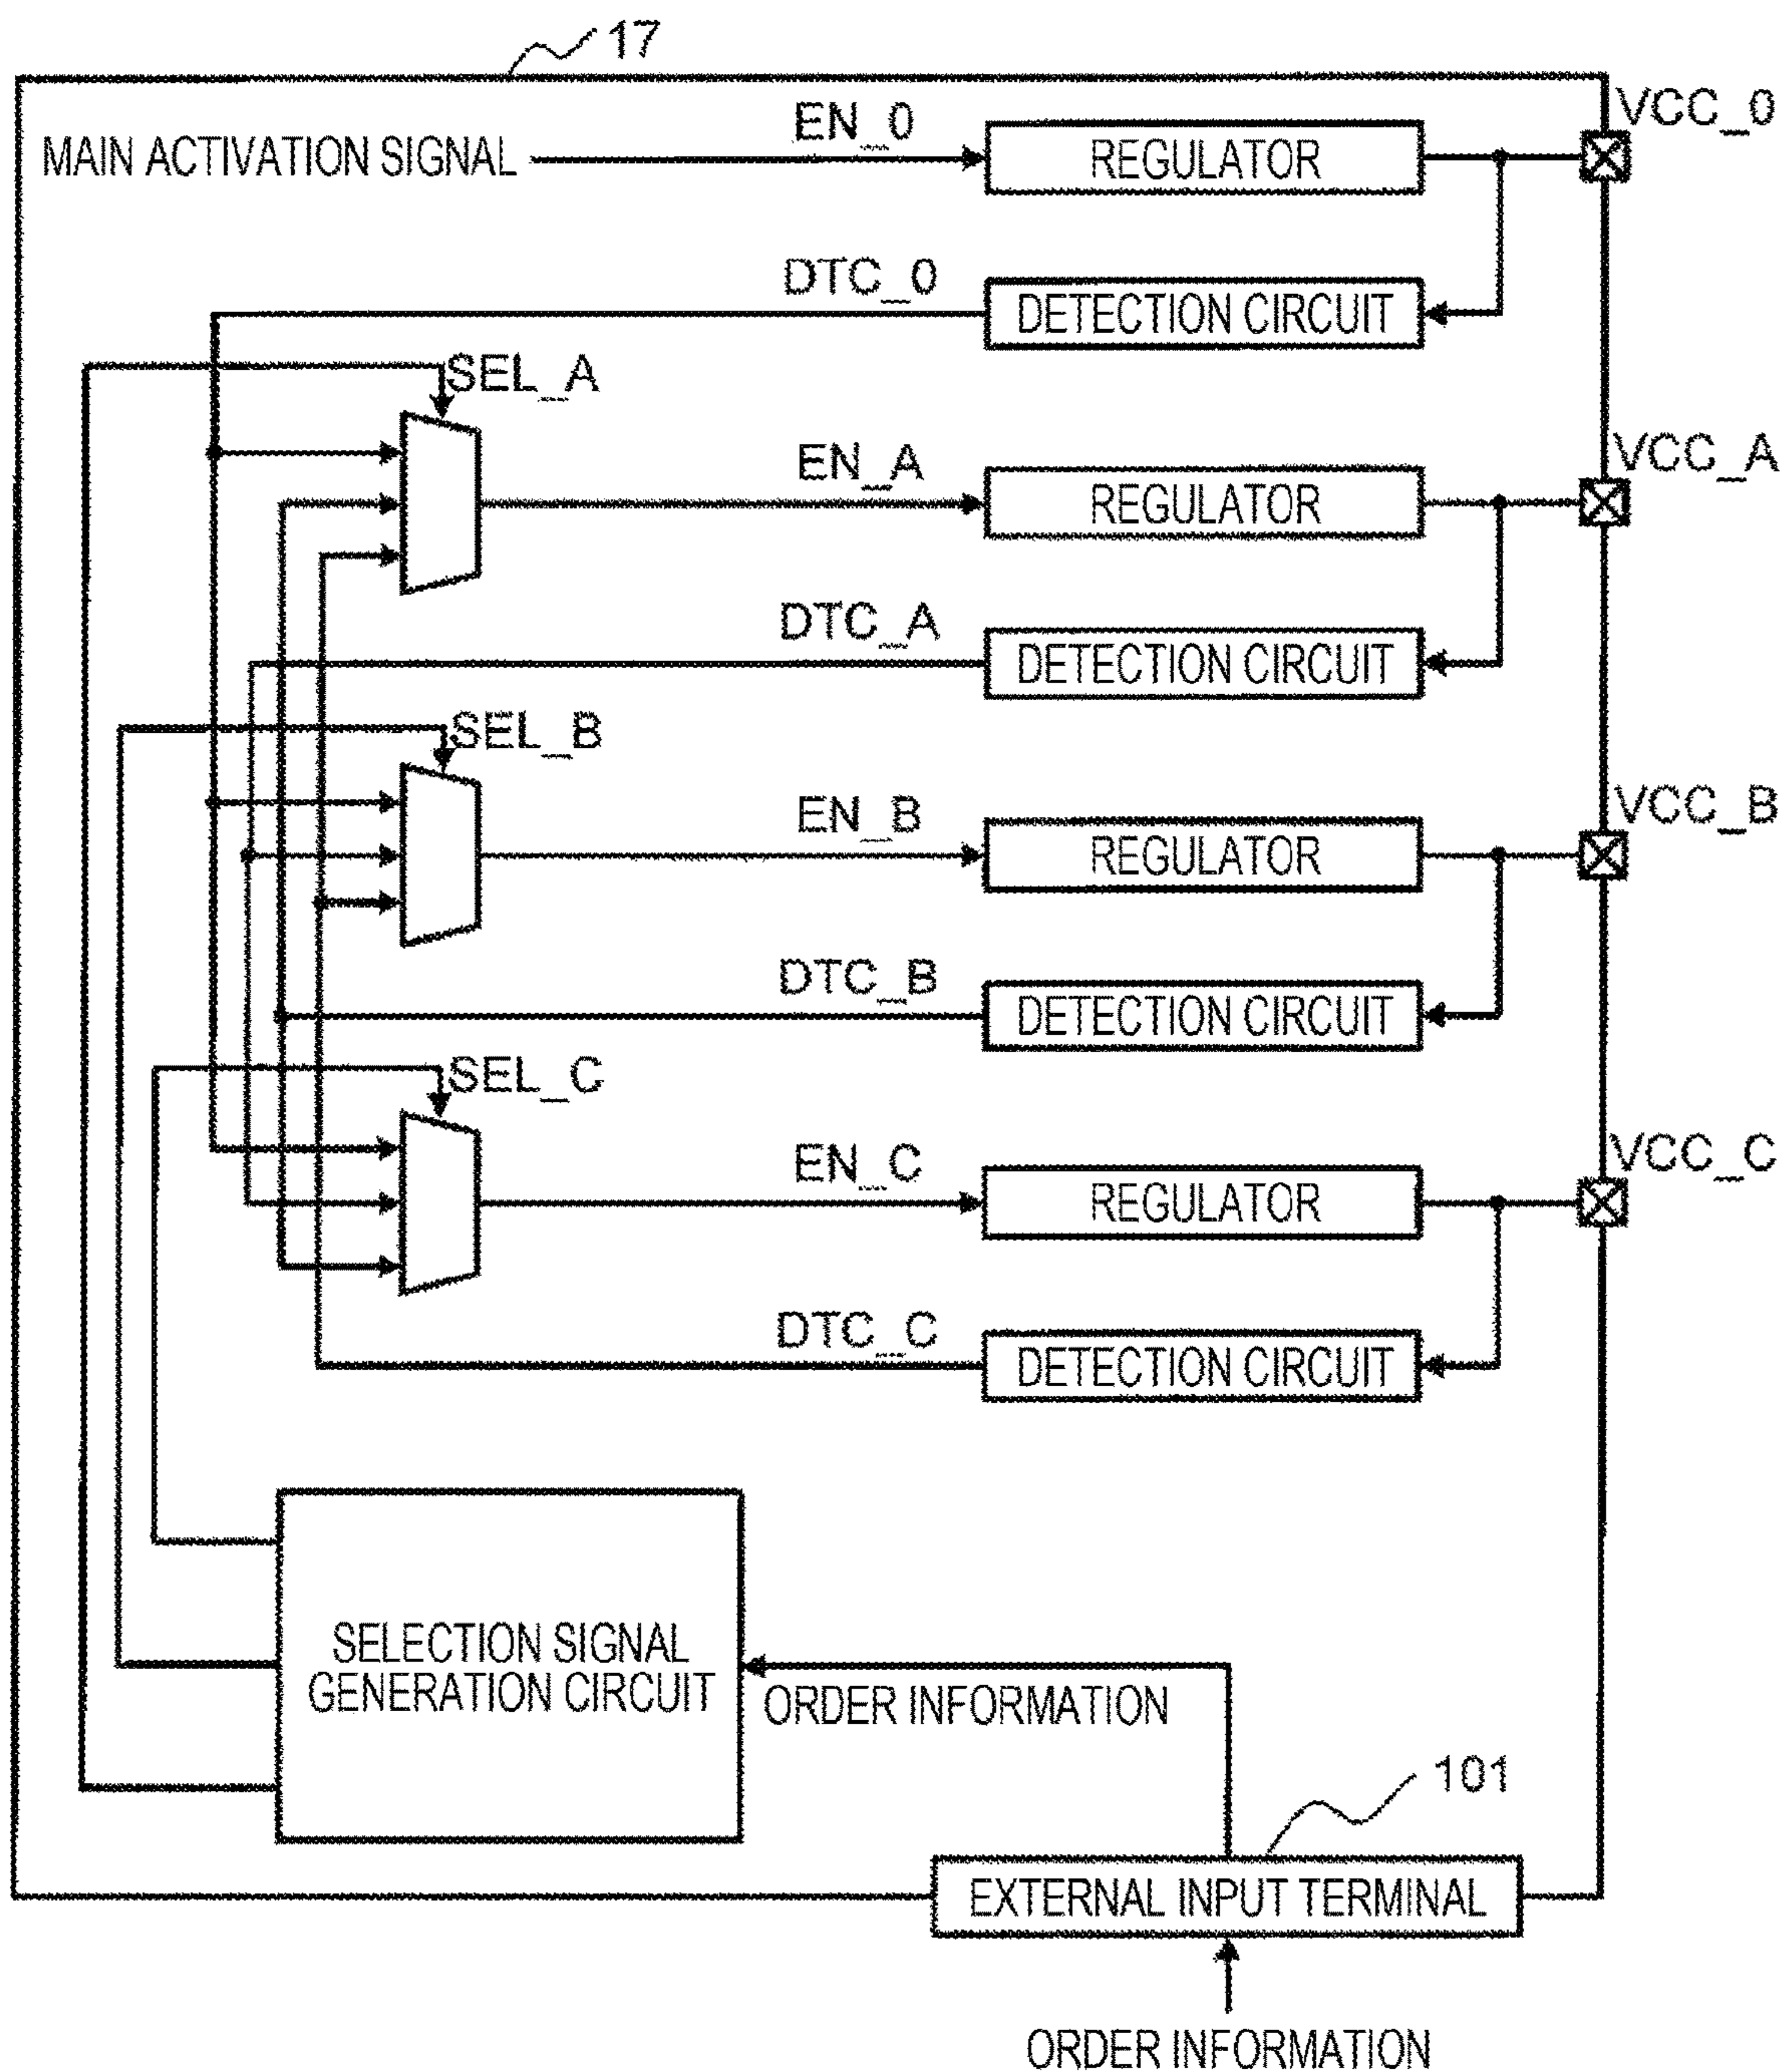 17
VCC_0
EN_0
MAIN ACTIVATION SIGNAL
REGULATOR
DTC_0
DETECTION CIRCUIT
SEL_A
VCC_A
EN_A
REGULATOR
DTC_A
DETECTION CIRCUIT
SEL_B
VCC_B
EN_B
REGULATOR
DTC_B
DETECTION CIRCUIT
SEL_C
VCC_C
EN_C
REGULATOR
DTC_C
DETECTION CIRCUIT
SELECTION SIGNAL
GENERATION CIRCUIT
ORDER INFORMATION
101
EXTERNAL INPUT TERMINAL
ORDER INFORMATION